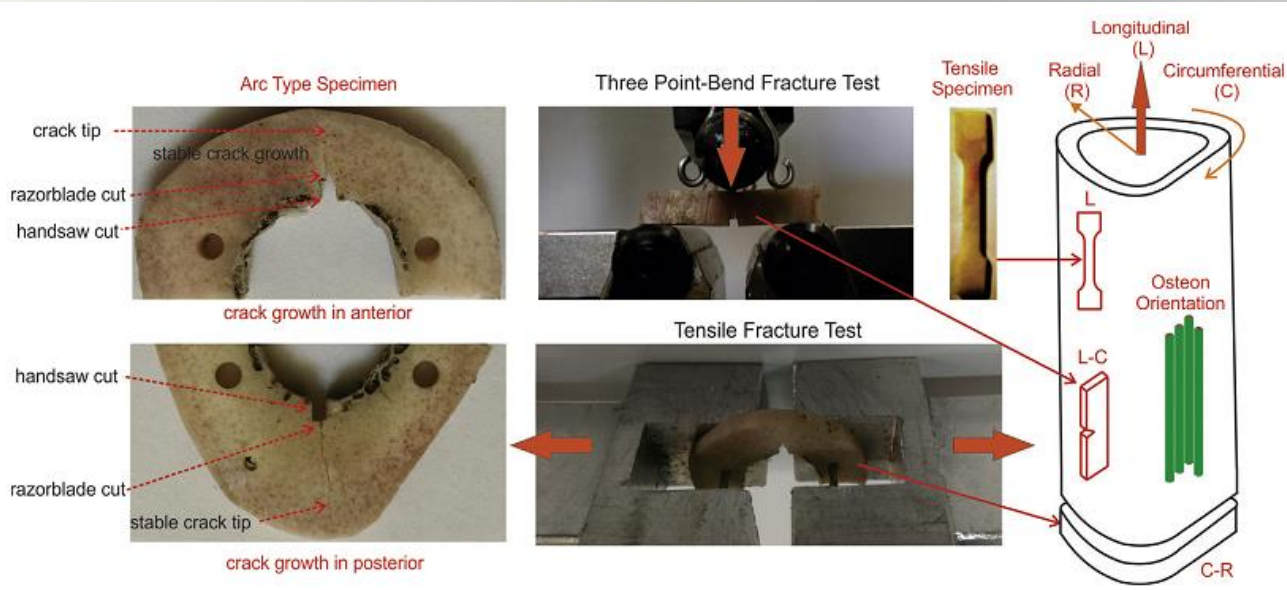 Arc Type Specimen
crack tip
stable crack growth
razorblade cut
handsaw cut
crack growth in anterior
handsaw cut
razorblade cut
stable crack tip
crack growth in posterior
Three Point-Bend Fracture Test
Tensile Fracture Test
Tensile
Specimen
Longitudinal
(L)
Radial
(R)
Circumferential
(C)
L
Osteon
Orientation
L-C
C-R